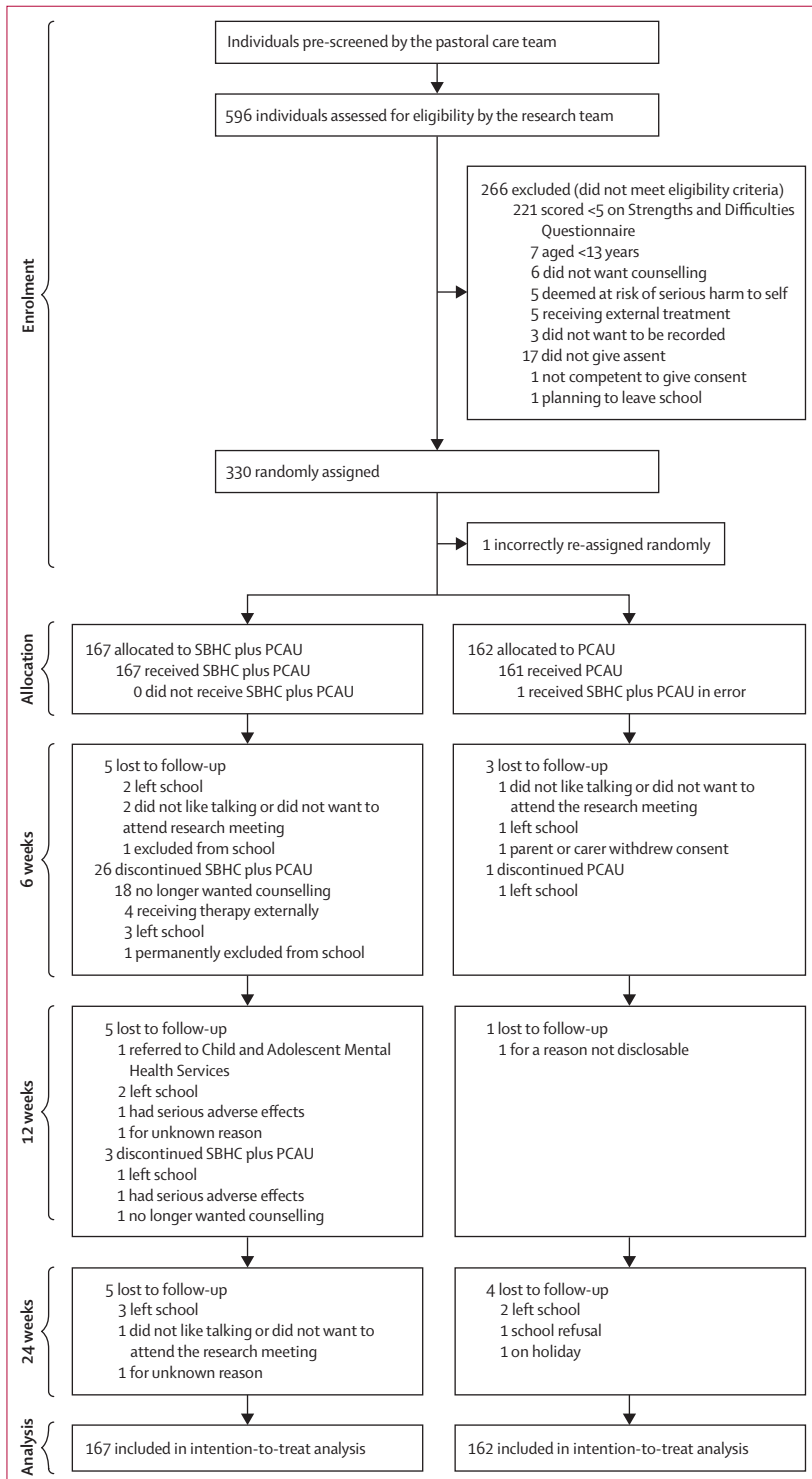 Enrolment
Individuals pre-screened by the pastoral care team
596 individuals assessed for eligibility by the research team
266 excluded (did not meet eligibility criteria)
221 scored <5 on Strengths and Difficulties
Questionnaire
7 aged <13 years
6 did not want counselling
5 deemed at risk of serious harm to self
5 receiving external treatment
3 did not want to be recorded
17 did not give assent
1 not competent to give consent
1 planning to leave school
330 randomly assigned
1 incorrectly re-assigned randomly
Allocation
167 allocated to SBHC plus PCAU
167 received SBHC plus PCAU
0 did not receive SBHC plus PCAU
162 allocated to PCAU
161 received PCAU
1 received SBHC plus PCAU in error
6 weeks
5 lost to follow-up
2 left school
2 did not like talking or did not want to
attend research meeting
1 excluded from school
26 discontinued SBHC plus PCAU
18 no longer wanted counselling
4 receiving therapy externally
3 left school
1 permanently excluded from school
3 lost to follow-up
1 did not like talking or did not want to
attend the research meeting
1 left school
1 parent or carer withdrew consent
1 discontinued PCAU
1 left school
12 weeks
5 lost to follow-up
1 referred to Child and Adolescent Mental
Health Services
2 left school
1 had serious adverse effects
1 for unknown reason
3 discontinued SBHC plus PCAU
1 left school
1 had serious adverse effects
1 no longer wanted counselling
1 lost to follow-up
1 for a reason not disclosable
24 weeks
5 lost to follow-up
3 left school
1 did not like talking or did not want to
attend the research meeting
1 for unknown reason
4 lost to follow-up
2 left school
1 school refusal
1 on holiday
Analysis
167 included in intention-to-treat analysis
162 included in intention-to-treat analysis